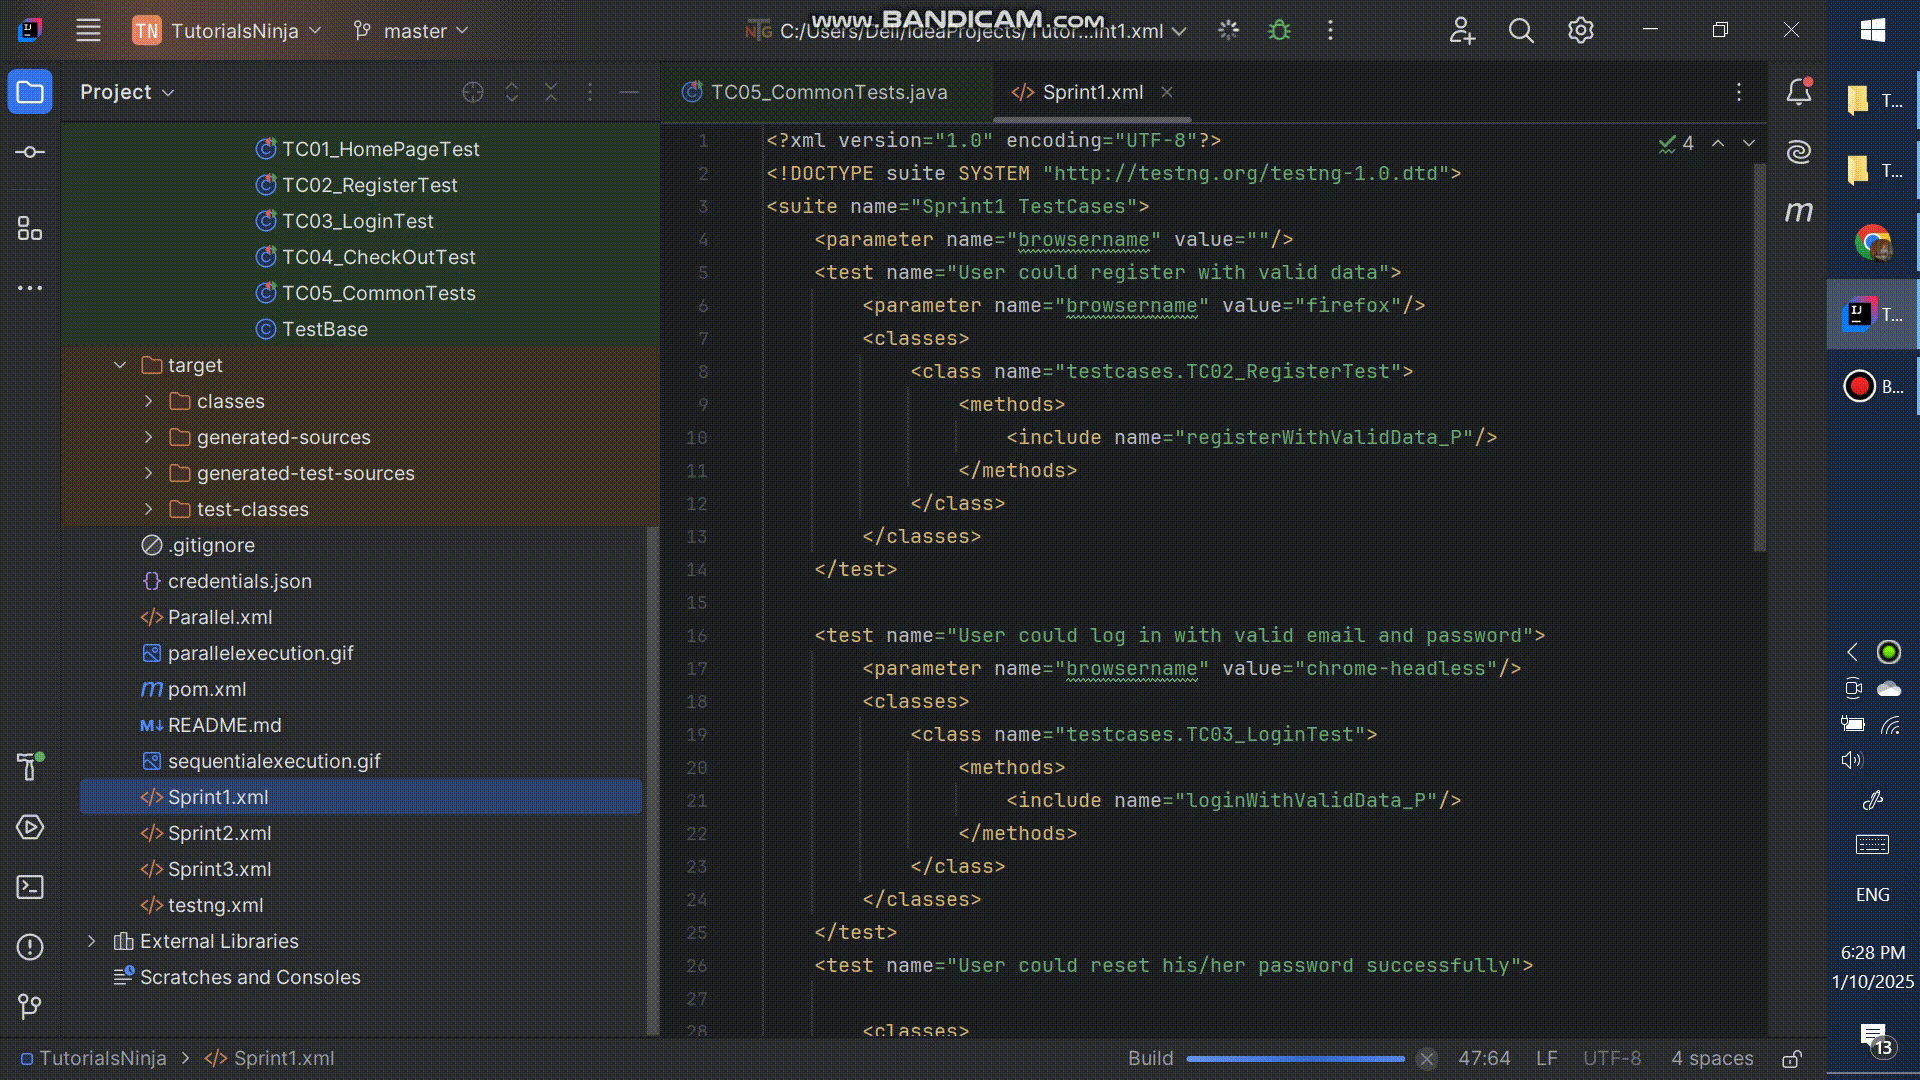 TN TutorialsNinja master
C:/Users/Dell/IdeaProjects/Tutor...int1.xml
www.BANDICAM.com
Project
TC05_CommonTests.java
Sprint1.xml
TC01_HomePageTest
TC02_RegisterTest
TC03_LoginTest
TC04_CheckOutTest
TC05_CommonTests
TestBase
target
classes
generated-sources
generated-test-sources
test-classes
.gitignore
credentials.json
Parallel.xml
parallelexecution.gif
pom.xml
README.md
sequentialexecution.gif
Sprint1.xml
Sprint2.xml
Sprint3.xml
testng.xml
External Libraries
Scratches and Consoles
4
1 <?xml version="1.0" encoding="UTF-8"?>
2 <!DOCTYPE suite SYSTEM "http://testng.org/testng-1.0.dtd">
3 <suite name="Sprint1 TestCases">
4 <parameter name="browsername" value=""/>
5 <test name="User could register with valid data">
6 <parameter name="browsername" value="firefox"/>
7 <classes>
8 <class name="testcases.TC02_RegisterTest">
9 <methods>
10 <include name="registerWithValidData_P"/>
11 </methods>
12 </class>
13 </classes>
14 </test>
15
16 <test name="User could log in with valid email and password">
17 <parameter name="browsername" value="chrome-headless"/>
18 <classes>
19 <class name="testcases.TC03_LoginTest">
20 <methods>
21 <include name="loginWithValidData_P"/>
22 </methods>
23 </class>
24 </classes>
25 </test>
26 <test name="User could reset his/her password successfully">
27
28 <classes>
T...
T...
T...
B...
ENG
6:28 PM
1/10/2025
13
TutorialsNinja > Sprint1.xml
Build 47:64 LF UTF-8 4 spaces